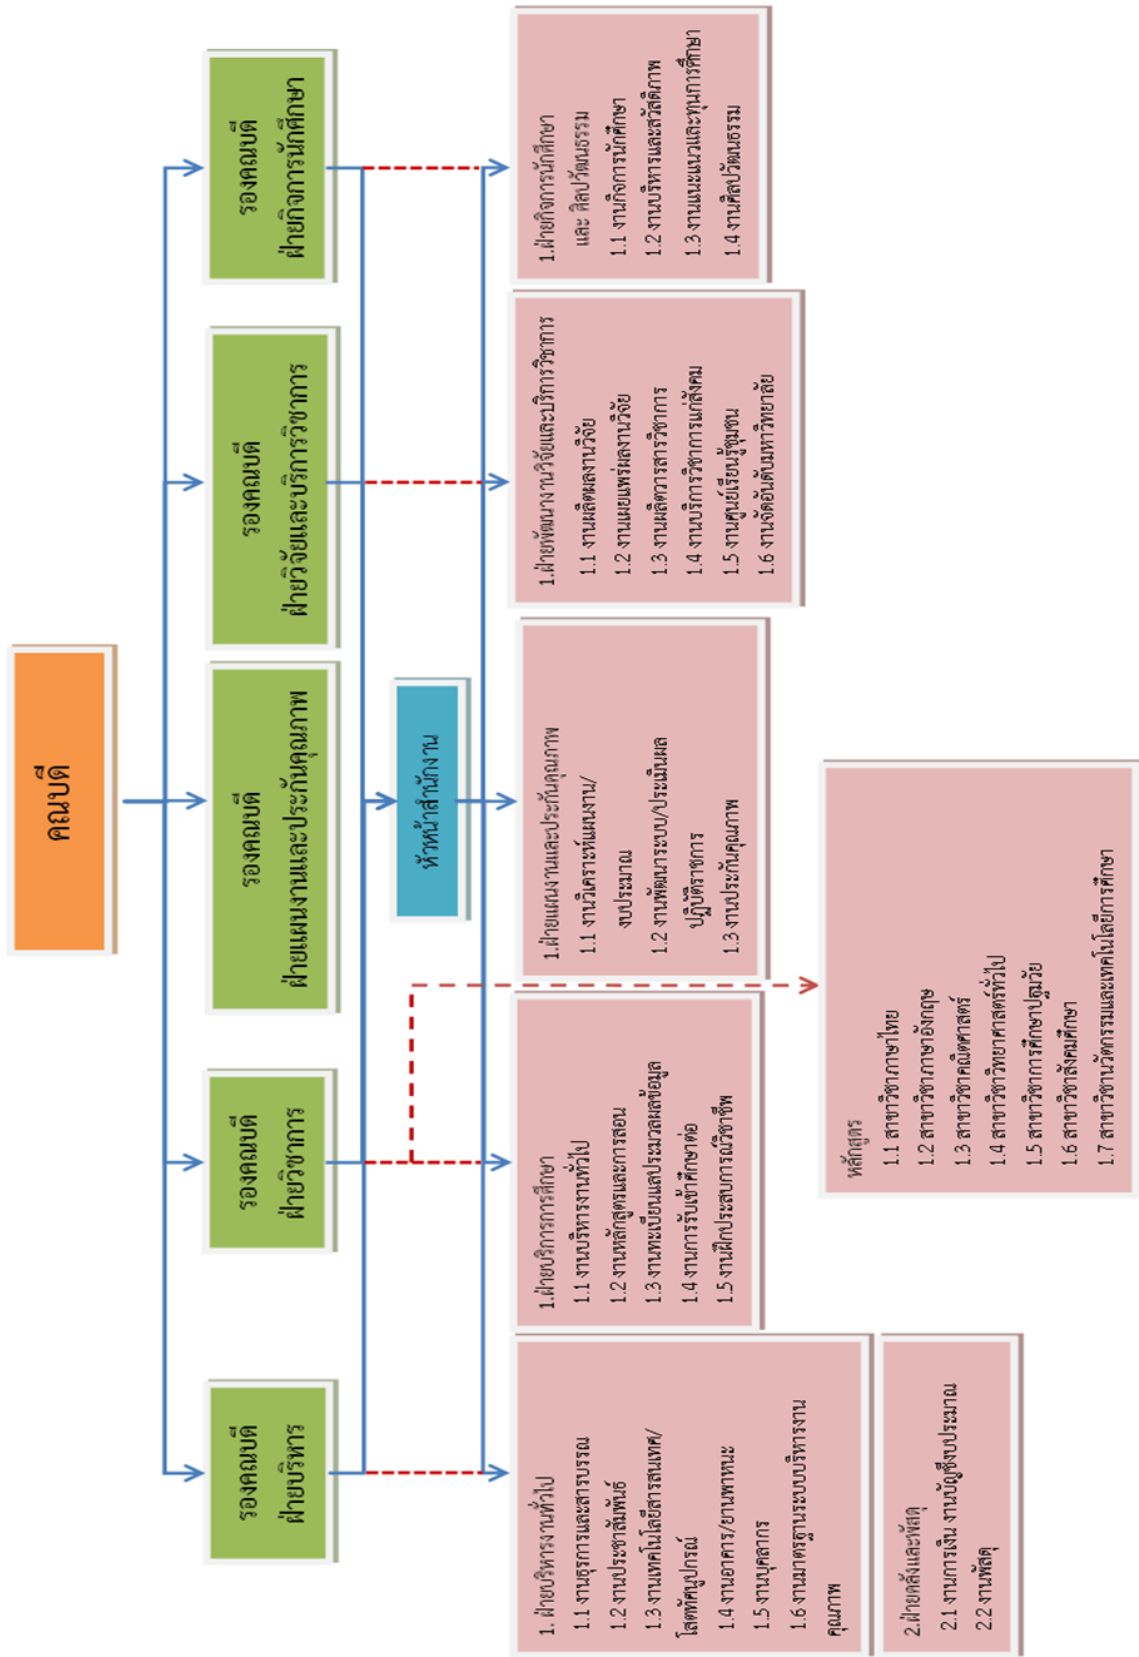 คณบดี
รองคณบดี
ฝ่ายบริหาร
รองคณบดี
ฝ่ายวิชาการ
รองคณบดี
ฝ่ายแผนงานและประกันคุณภาพ
รองคณบดี
ฝ่ายวิจัยและบริการวิชาการ
รองคณบดี
ฝ่ายกิจการนักศึกษา
หัวหน้าสำนักงาน
1. ฝ่ายบริหารงานทั่วไป
1.1 งานธุรการและสารบรรณ
1.2 งานประชาสัมพันธ์
1.3 งานเทคโนโลยีสารสนเทศ/
โสตทัศนูปกรณ์
1.4 งานอาคาร/ยานพาหนะ
1.5 งานบุคลากร
1.6 งานมาตรฐานระบบบริหารงาน
คุณภาพ
2.ฝ่ายคลังและพัสดุ
2.1 งานการเงิน งานบัญชีงบประมาณ
2.2 งานพัสดุ
1.ฝ่ายบริการการศึกษา
1.1 งานบริหารงานทั่วไป
1.2 งานหลักสูตรและการสอน
1.3 งานทะเบียนแลประมวลผลข้อมูล
1.4 งานการรับเข้าศึกษาต่อ
1.5 งานฝึกประสบการณ์วิชาชีพ
1.ฝ่ายแผนงานและประกันคุณภาพ
1.1 งานวิเคราะห์แผนงาน/
งบประมาณ
1.2 งานพัฒนาระบบ/ประเมินผล
ปฏิบัติราชการ
1.3 งานประกันคุณภาพ
1.ฝ่ายพัฒนางานวิจัยและบริการวิชาการ
1.1 งานผลิตผลงานวิจัย
1.2 งานเผยแพร่ผลงานวิจัย
1.3 งานผลิตวารสารวิชาการ
1.4 งานบริการวิชาการแก่สังคม
1.5 งานศูนย์เรียนรู้ชุมชน
1.6 งานจัดอันดับมหาวิทยาลัย
1.ฝ่ายกิจการนักศึกษา
และ ศิลปวัฒนธรรม
1.1 งานกิจการนักศึกษา
1.2 งานบริหารและสวัสดิภาพ
1.3 งานแนะแนวและทุนการศึกษา
1.4 งานศิลปวัฒนธรรม
หลักสูตร
1.1 สาขาวิชาภาษาไทย
1.2 สาขาวิชาภาษาอังกฤษ
1.3 สาขาวิชาคณิตศาสตร์
1.4 สาขาวิชาวิทยาศาสตร์ทั่วไป
1.5 สาขาวิชาการศึกษาปฐมวัย
1.6 สาขาวิชาสังคมศึกษา
1.7 สาขาวิชานวัตกรรมและเทคโนโลยีการศึกษา